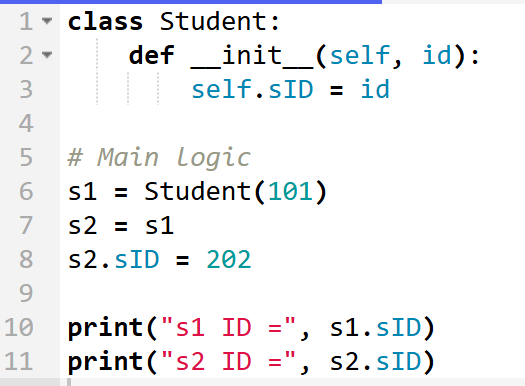 1 class Student:
2     def __init__(self, id):
3         self.sID = id
4
5 # Main logic
6 s1 = Student(101)
7 s2 = s1
8 s2.sID = 202
9
10 print("s1 ID =", s1.sID)
11 print("s2 ID =", s2.sID)